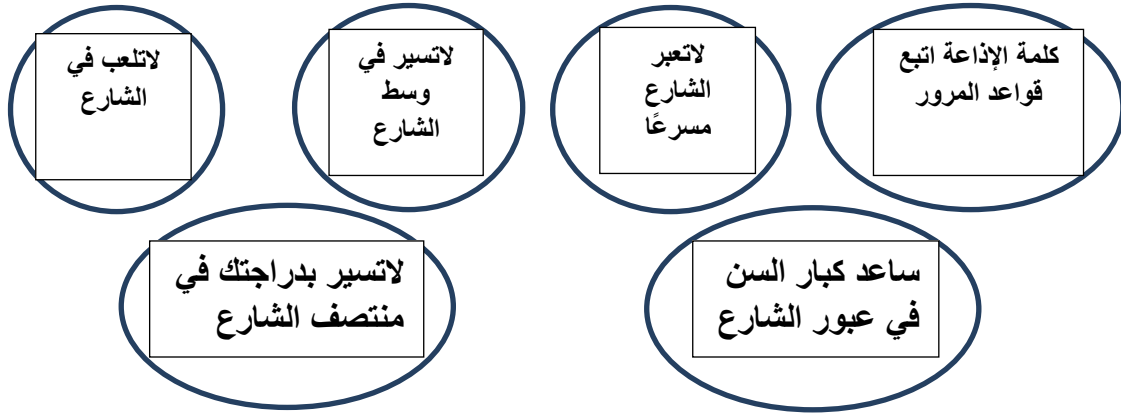 كلمة الإذاعة اتبع
قواعد المرور
لاتعبر
الشارع
مسرعًا
لاتسير في
وسط
الشارع
لاتلعب في
الشارع
ساعد كبار السن
في عبور الشارع
لاتسير بدراجتك في
منتصف الشارع